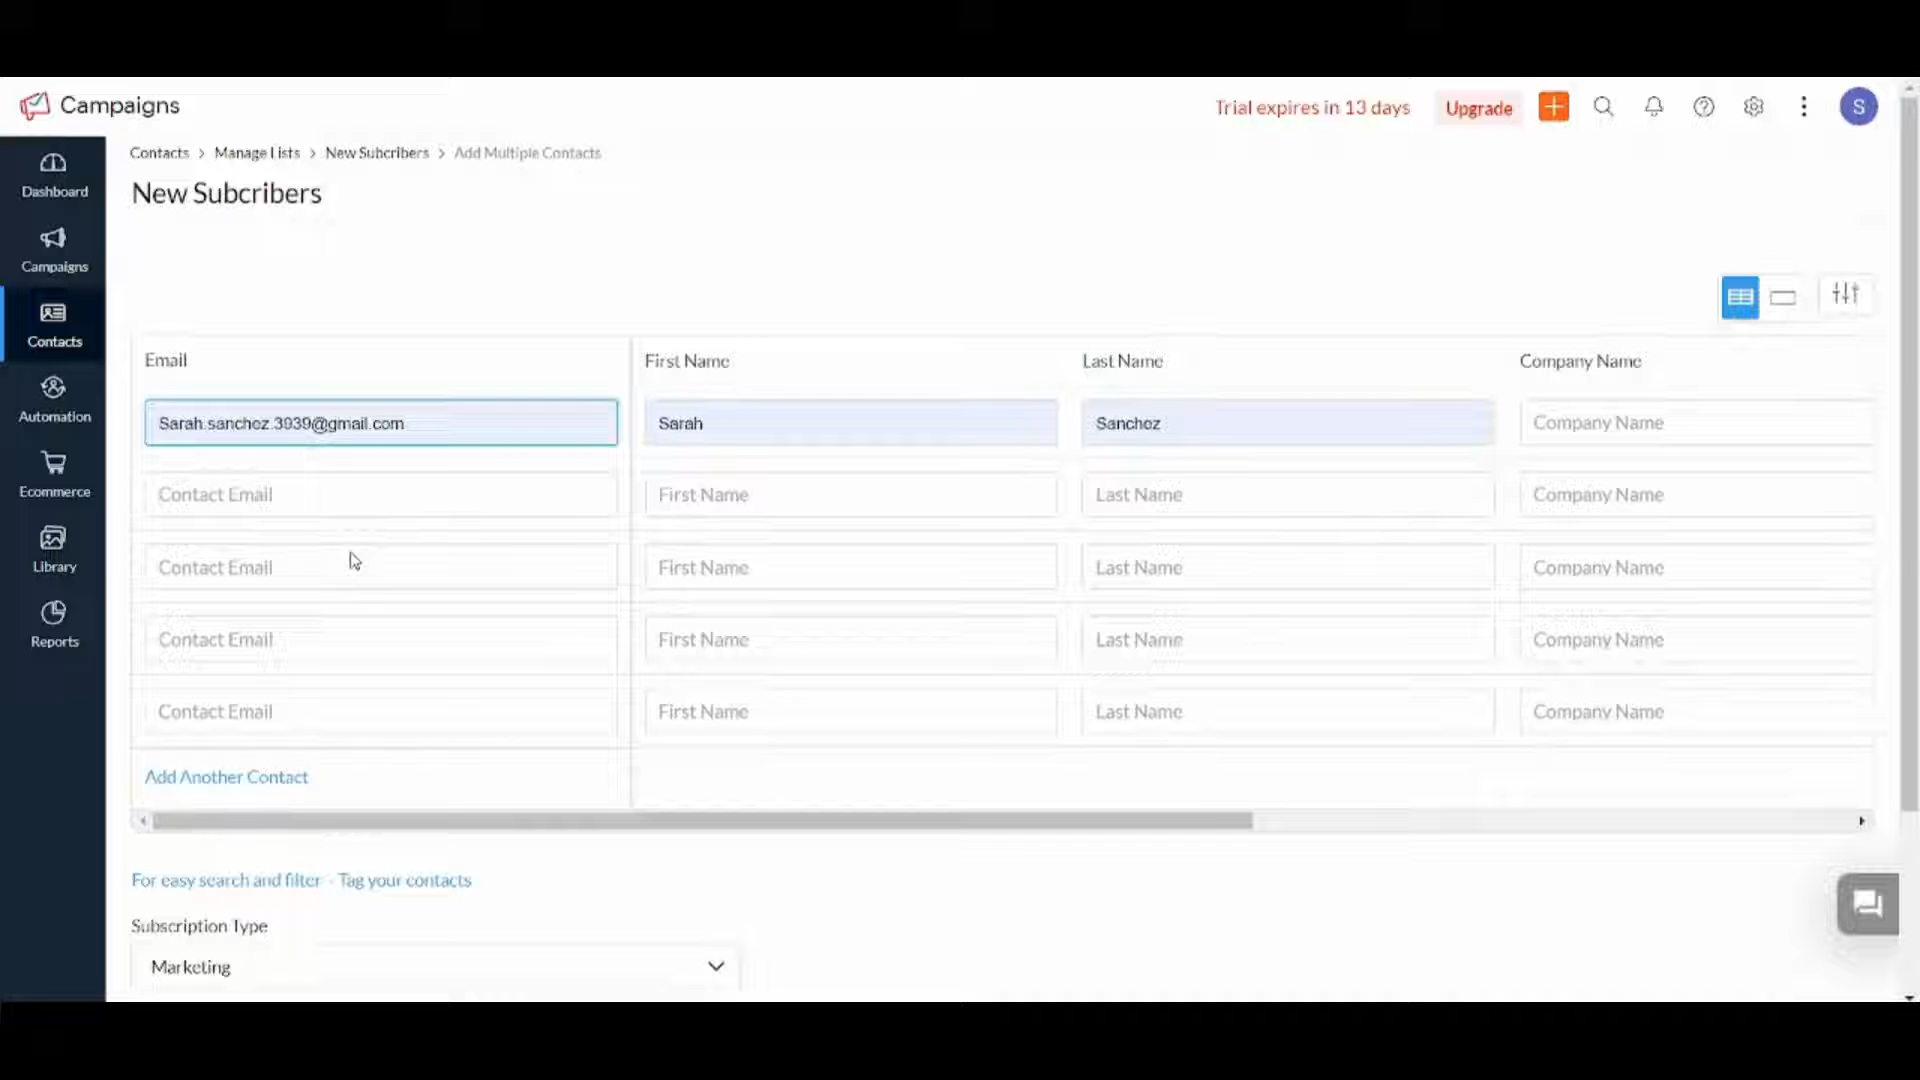 Campaigns
Trial expires in 13 days
Upgrade
S
Contacts > Manage Lists > New Subcribers > Add Multiple Contacts
New Subcribers
Dashboard
Campaigns
Contacts
Automation
Ecommerce
Library
Reports
Email First Name Last Name Company Name
Sarah.sanchez.3939@gmail.com Sarah Sanchez Company Name
Contact Email First Name Last Name Company Name
Contact Email First Name Last Name Company Name
Contact Email First Name Last Name Company Name
Contact Email First Name Last Name Company Name
Add Another Contact
For easy search and filter - Tag your contacts
Subscription Type
Marketing